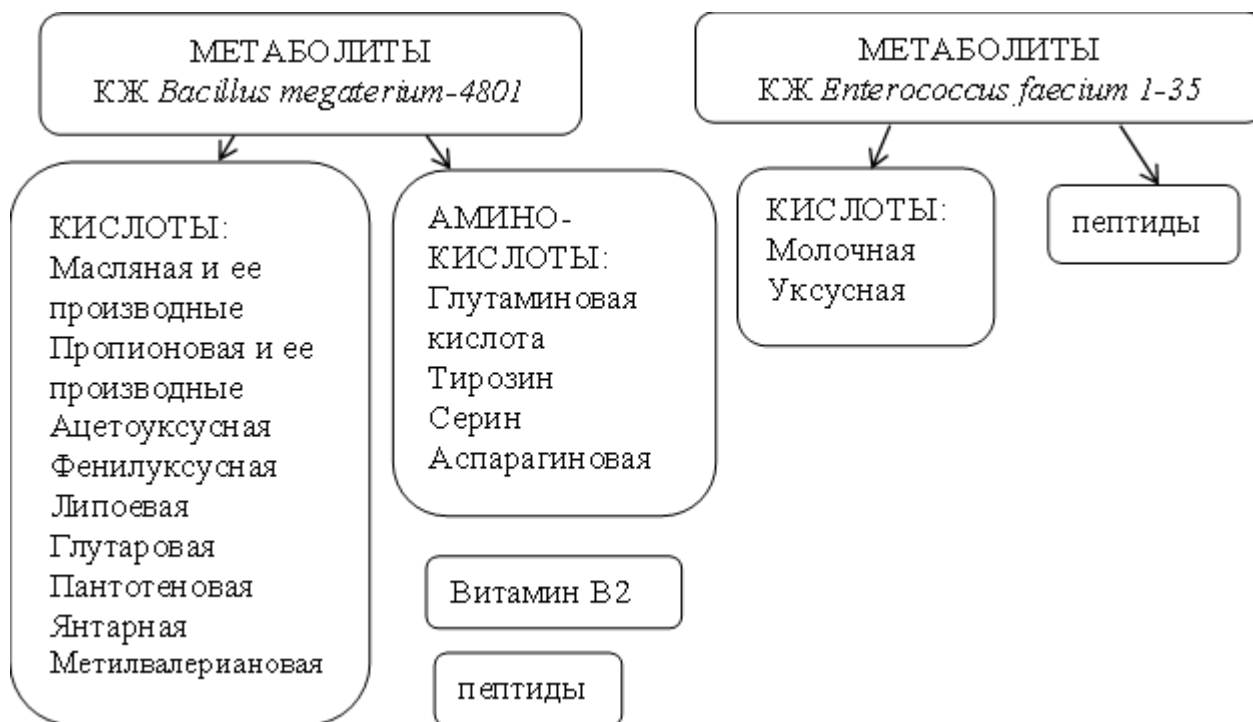 МЕТАБОЛИТЫ
КЖ Bacillus megaterium-4801
МЕТАБОЛИТЫ
КЖ Enterococcus faecium 1-35
КИСЛОТЫ:
Масляная и ее
производные
Пропионовая и ее
производные
Ацетоуксусная
Фенилуксусная
Липоевая
Глутаровая
Пантотеновая
Янтарная
Метилвалериановая
АМИНО-
КИСЛОТЫ:
Глутаминовая
кислота
Тирозин
Серин
Аспарагиновая
Витамин В2
пептиды
КИСЛОТЫ:
Молочная
Уксусная
пептиды